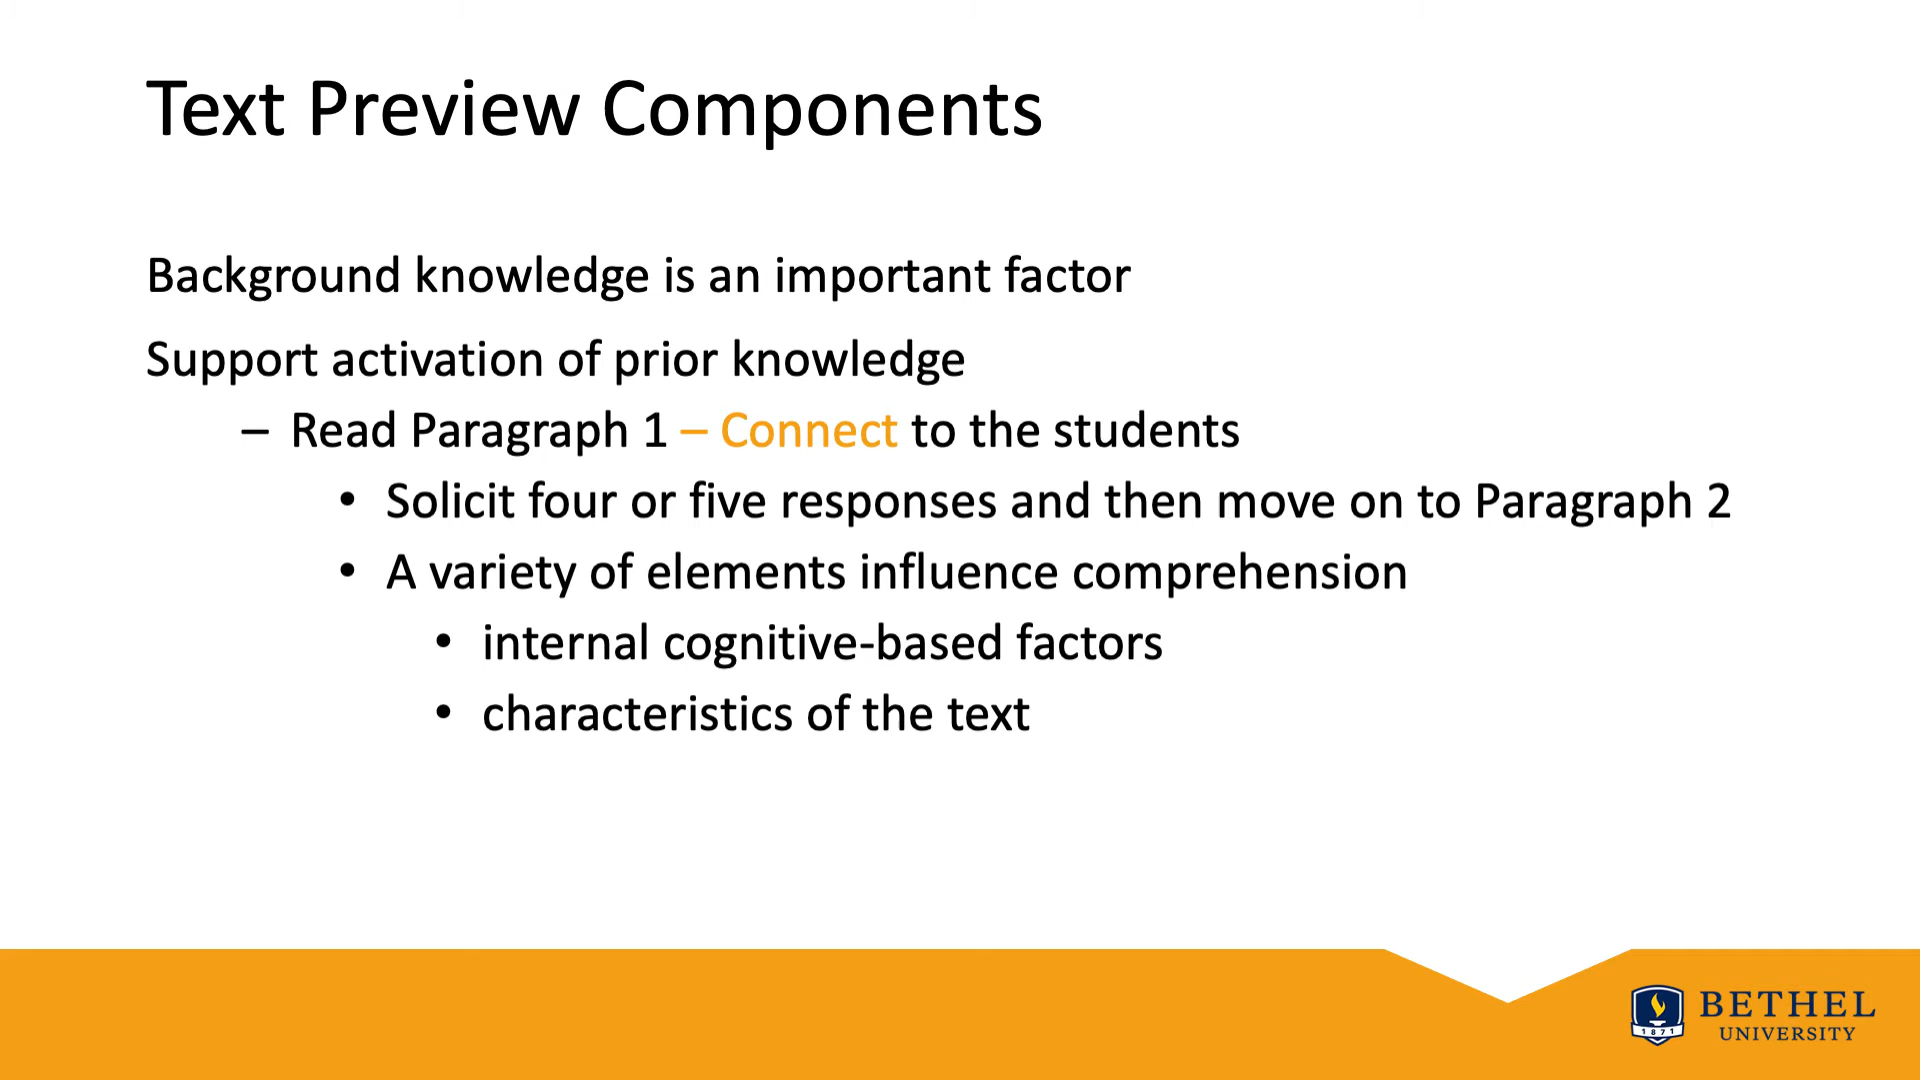 Text Preview Components
Background knowledge is an important factor
Support activation of prior knowledge
– Read Paragraph 1 – Connect to the students
• Solicit four or five responses and then move on to Paragraph 2
• A variety of elements influence comprehension
• internal cognitive-based factors
• characteristics of the text
1871
BETHEL
UNIVERSITY